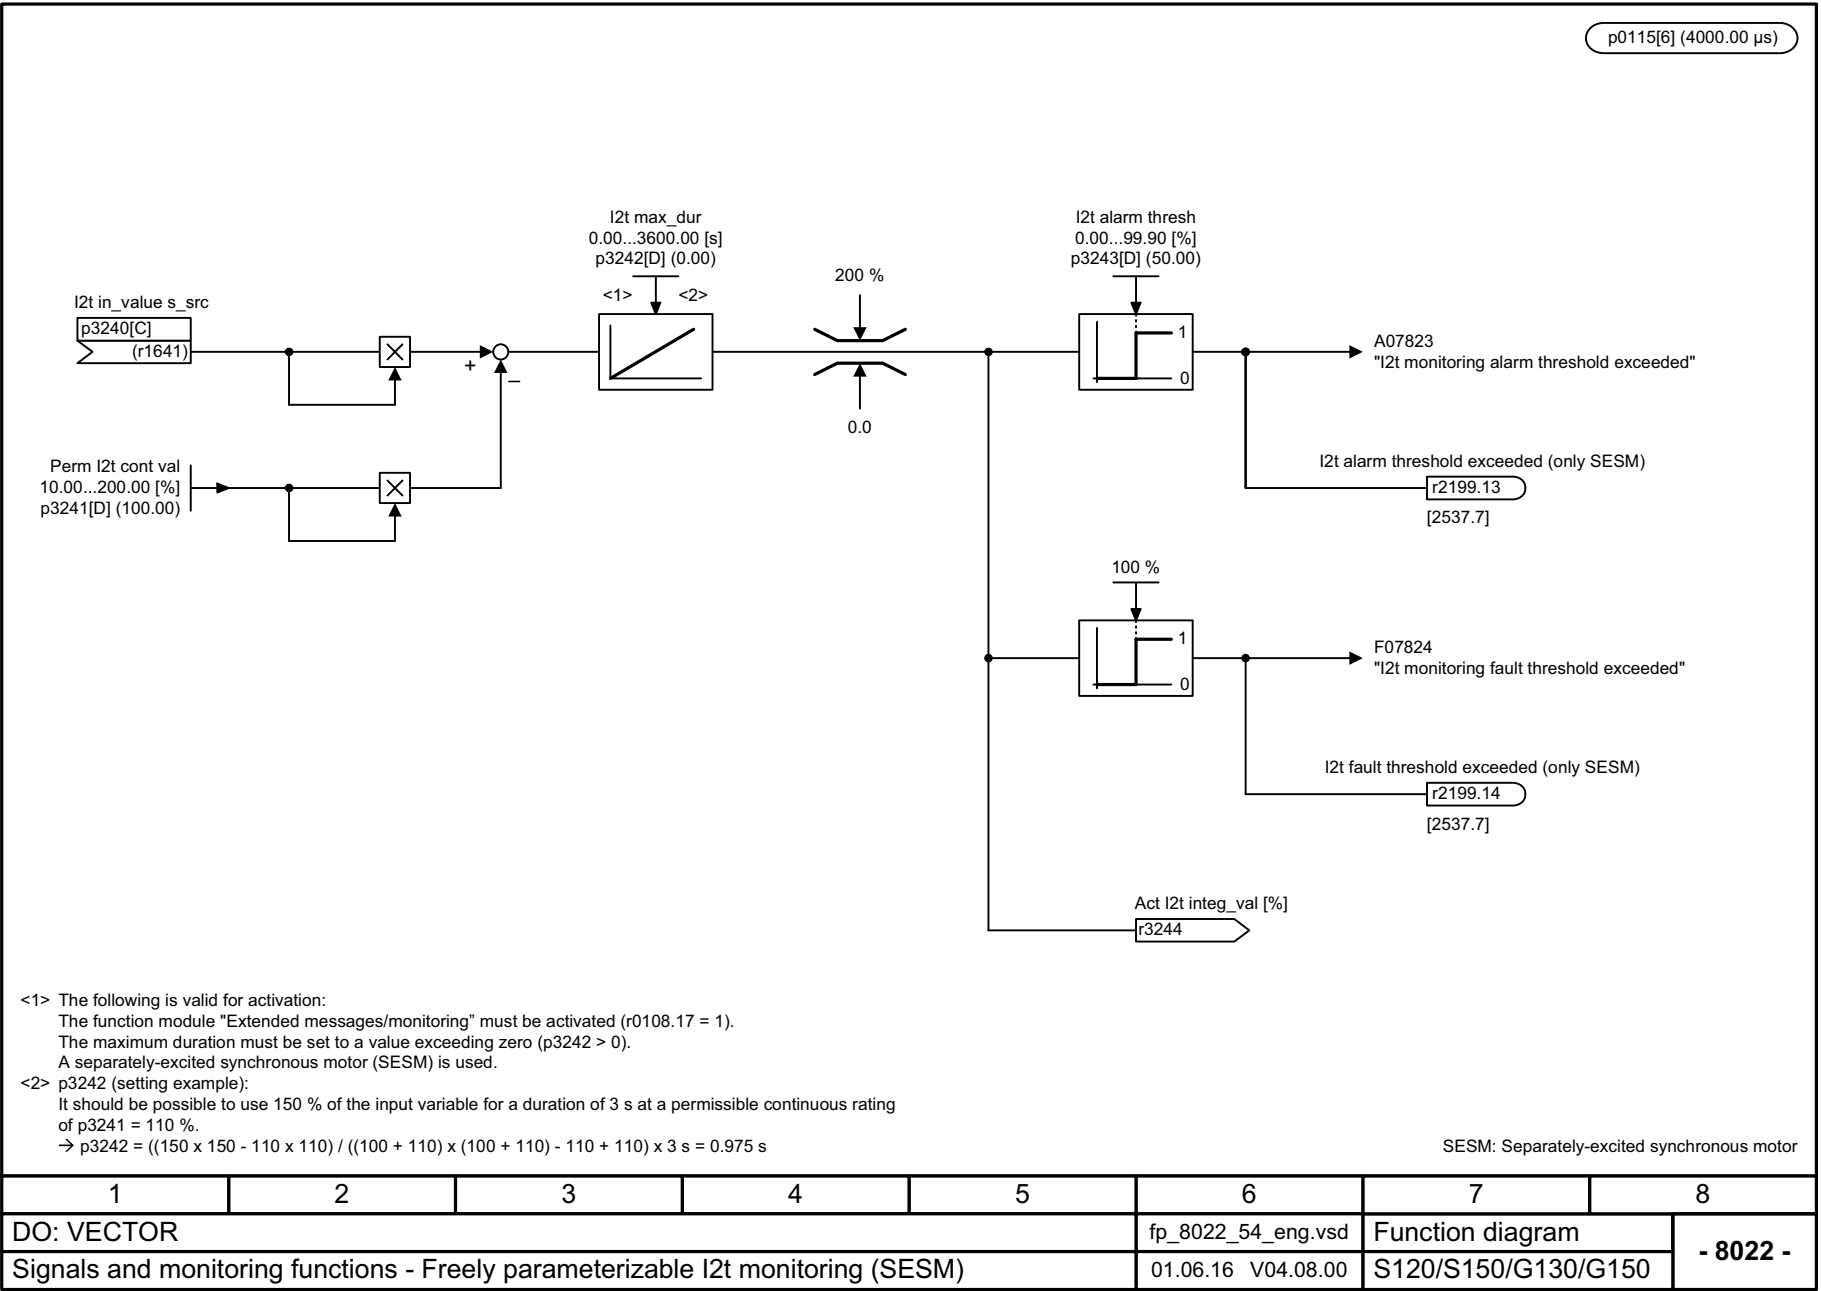 p0115[6] (4000.00 µs)
I2t max_dur
0.00...3600.00 [s]
p3242[D] (0.00)
<1>
<2>
200 %
0.0
I2t alarm thresh
0.00...99.90 [%]
p3243[D] (50.00)
I2t in_value s_src
p3240[C]
(r1641)
+
–
1
0
A07823
"I2t monitoring alarm threshold exceeded"
Perm I2t cont val
10.00...200.00 [%]
p3241[D] (100.00)
I2t alarm threshold exceeded (only SESM)
r2199.13
[2537.7]
100 %
1
0
F07824
"I2t monitoring fault threshold exceeded"
I2t fault threshold exceeded (only SESM)
r2199.14
[2537.7]
Act I2t integ_val [%]
r3244
<1> The following is valid for activation:
The function module "Extended messages/monitoring” must be activated (r0108.17 = 1).
The maximum duration must be set to a value exceeding zero (p3242 > 0).
A separately-excited synchronous motor (SESM) is used.
<2> p3242 (setting example):
It should be possible to use 150 % of the input variable for a duration of 3 s at a permissible continuous rating
of p3241 = 110 %.
→ p3242 = ((150 x 150 - 110 x 110) / ((100 + 110) x (100 + 110) - 110 + 110) x 3 s = 0.975 s
SESM: Separately-excited synchronous motor
1 2 3 4 5 6 7 8
DO: VECTOR
fp_8022_54_eng.vsd
Function diagram
- 8022 -
Signals and monitoring functions - Freely parameterizable I2t monitoring (SESM)
01.06.16 V04.08.00
S120/S150/G130/G150